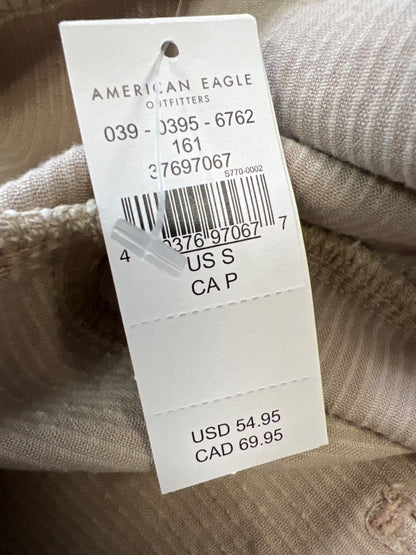 AMERICAN EAGLE
OUTFITTERS
039 - 0395 - 6762
161
37697067
S770-0002
4 0376 97067 7
US S
CA P
USD 54.95
CAD 69.95